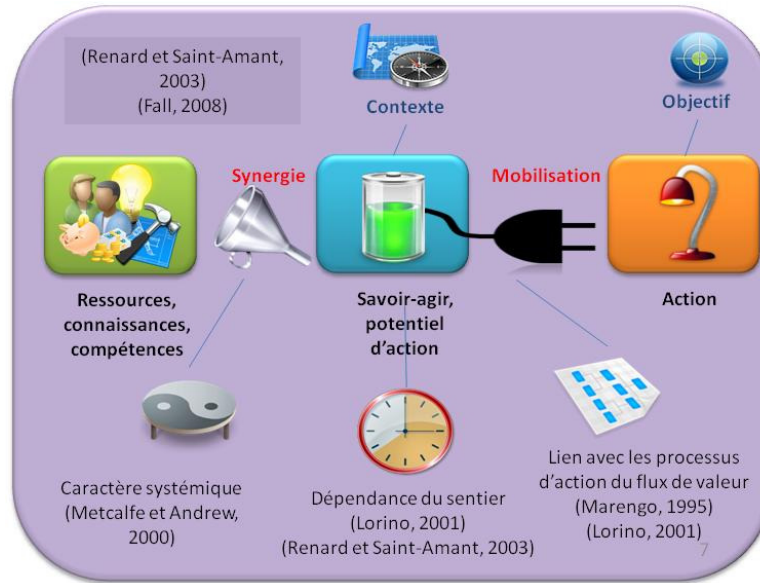 (Renard et Saint-Amant,
2003)
(Fall, 2008)
Contexte
Objectif
Synergie
Mobilisation
Ressources,
connaissances,
compétences
Savoir-agir,
potentiel
d'action
Action
Caractère systémique
(Metcalfe et Andrew,
2000)
Dépendance du sentier
(Lorino, 2001)
(Renard et Saint-Amant, 2003)
Lien avec les processus
d'action du flux de valeur
(Marengo, 1995)
(Lorino, 2001)
7